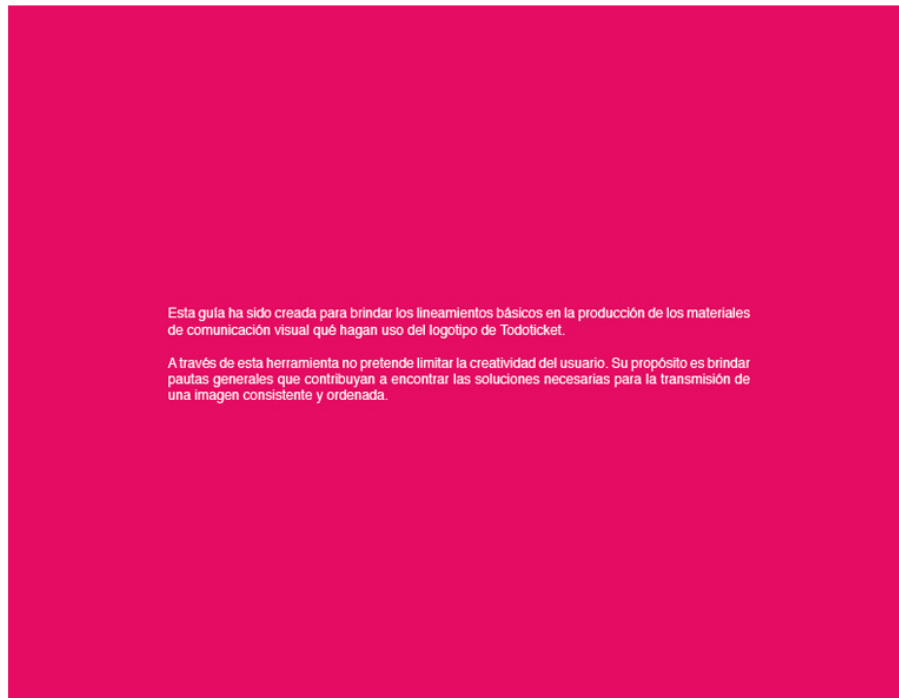 Esta guía ha sido creada para brindar los lineamientos básicos en la producción de los materiales
de comunicación visual qué hagan uso del logotipo de Todoticket.
A través de esta herramienta no pretende limitar la creatividad del usuario. Su propósito es brindar
pautas generales que contribuyan a encontrar las soluciones necesarias para la transmisión de
una imagen consistente y ordenada.